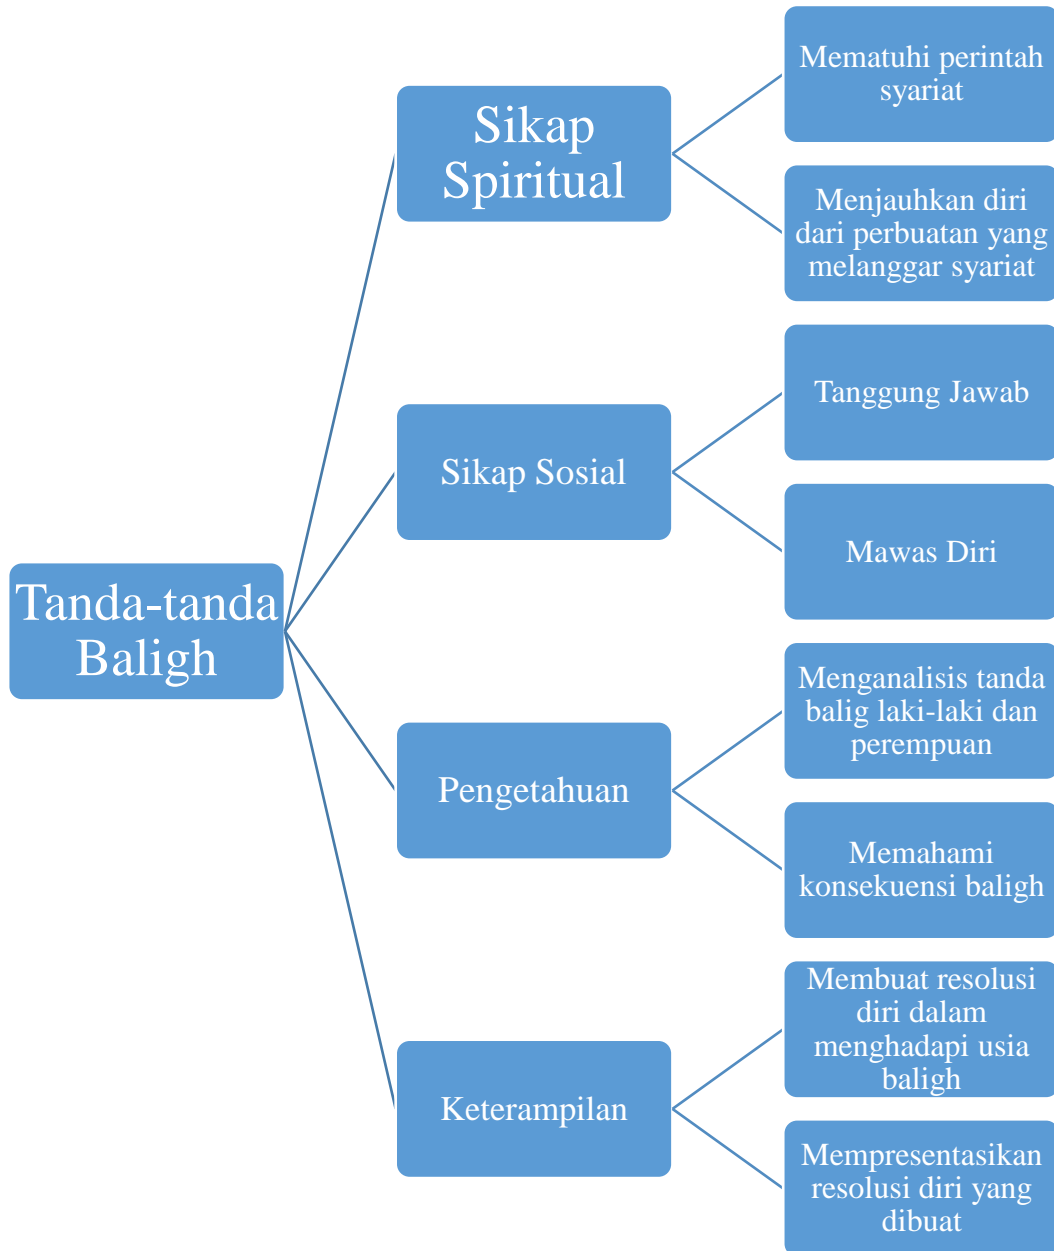 Tanda-tanda
Baligh
Sikap
Spiritual
Mematuhi perintah
syariat
Menjauhkan diri
dari perbuatan yang
melanggar syariat
Sikap Sosial
Tanggung Jawab
Mawas Diri
Pengetahuan
Menganalisis tanda
balig laki-laki dan
perempuan
Memahami
konsekuensi baligh
Keterampilan
Membuat resolusi
diri dalam
menghadapi usia
baligh
Mempresentasikan
resolusi diri yang
dibuat